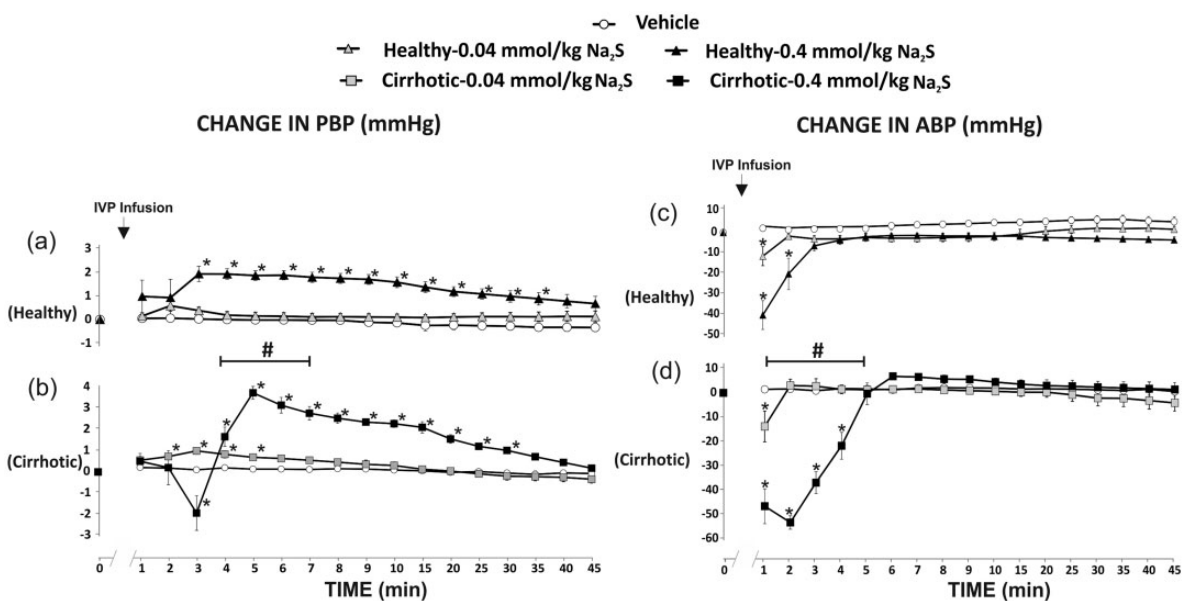 Vehicle
Healthy-0.04 mmol/kg Na₂S Healthy-0.4 mmol/kg Na₂S
Cirrhotic-0.04 mmol/kg Na₂S Cirrhotic-0.4 mmol/kg Na₂S
CHANGE IN PBP (mmHg)
IVP Infusion
(a)
3
2
1
0
-1
(Healthy)
* * * * * * * * * * * * *
#
(b)
4
3
2
1
0
-1
-2
-3
(Cirrhotic)
* * * * * * * * * * * * * * * *
0 1 2 3 4 5 6 7 8 9 10 15 20 25 30 35 40 45
TIME (min)
CHANGE IN ABP (mmHg)
IVP Infusion
(c)
10
0
-10
-20
-30
-40
-50
(Healthy)
* * *
#
(d)
10
0
-10
-20
-30
-40
-50
-60
(Cirrhotic)
* * * * *
0 1 2 3 4 5 6 7 8 9 10 15 20 25 35 30 40 45
TIME (min)